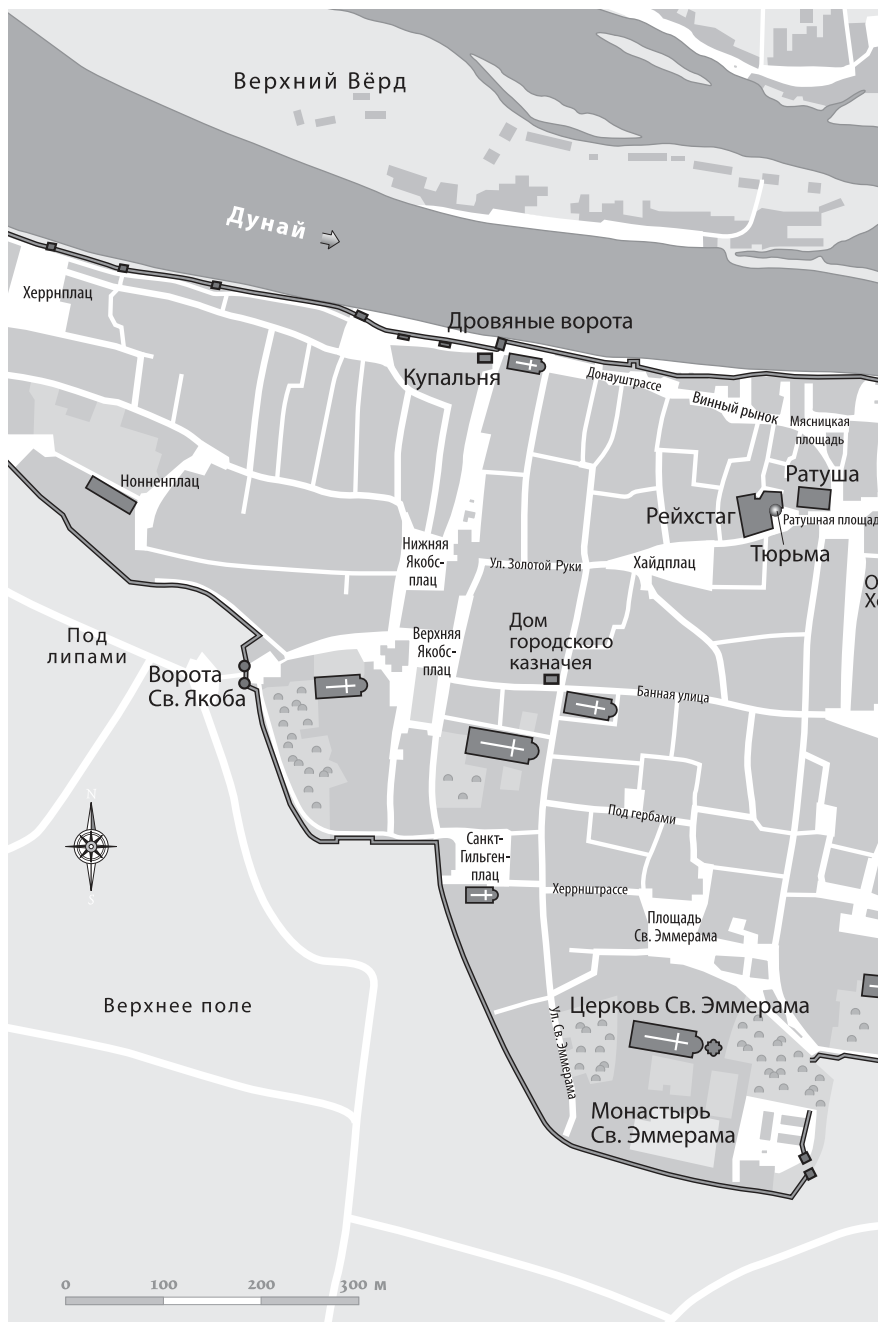 Верхний Вёрд
Дунай
Херрнплац
Дровяные ворота
Купальня
Донауштрассе
Винный рынок
Мясницкая
площадь
Нонненплац
Ратуша
Рейхстаг
Ратушная площад
Тюрьма
Нижняя
Якобс-
плац
Ул. Золотой Руки
Хайдплац
О
Хо
Под
липами
Верхняя
Якобс-
плац
Дом
городского
казначея
Ворота
Св. Якоба
Банная улица
N
S
Под гербами
Санкт-
Гильген-
плац
Херрнштрассе
Площадь
Св. Эммерама
Верхнее поле
Церковь Св. Эммерама
Ул. Св. Эммерама
Монастырь
Св. Эммерама
0 100 200 300 м